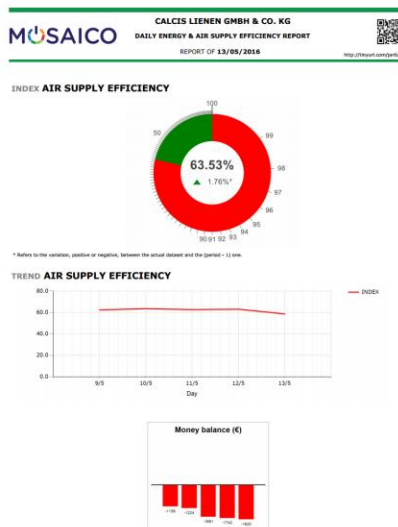 MOSAICO
CALCIS LIENEN GMBH & CO. KG
DAILY ENERGY & AIR SUPPLY EFFICIENCY REPORT
REPORT OF 13/05/2016
INDEX AIR SUPPLY EFFICIENCY
100
50
99
98
97
96
95
94
93
92
91
90
63.53%
▲ 1.76%*
* Refers to the variation, positive or negative, between the actual dataset and the (period - 1) one.
TREND AIR SUPPLY EFFICIENCY
80.0
60.0
40.0
20.0
0.0
INDEX
9/5 10/5 11/5 12/5 13/5
Day
Money balance (€)